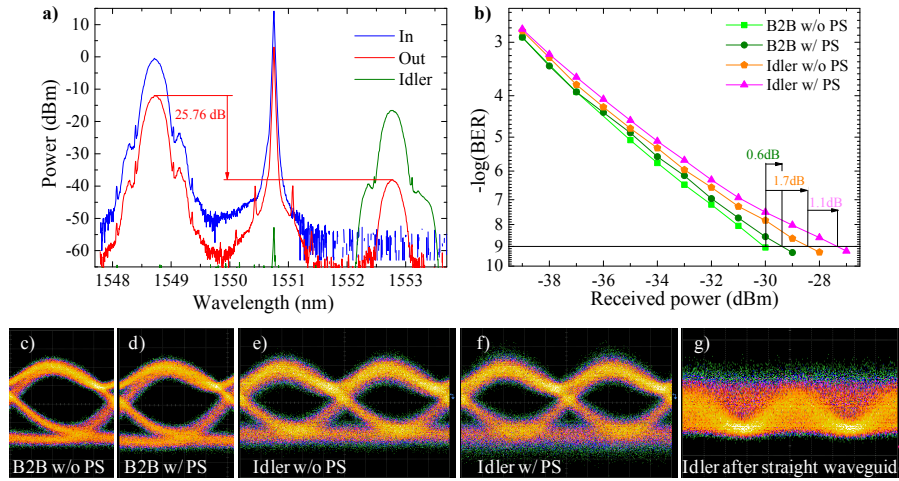 a)
In
Out
Idler
25.76 dB
Power (dBm)
10
0
-10
-20
-30
-40
-50
-60
1548
1549
1550
1551
1552
1553
Wavelength (nm)
b)
B2B w/o PS
B2B w/ PS
Idler w/o PS
Idler w/ PS
0.6dB
1.7dB
1.1dB
-log(BER)
3
4
5
6
7
8
9
10
-38
-36
-34
-32
-30
-28
-26
Received power (dBm)
c)
B2B w/o PS
d)
B2B w/ PS
e)
Idler w/o PS
f)
Idler w/ PS
g)
Idler after straight waveguid